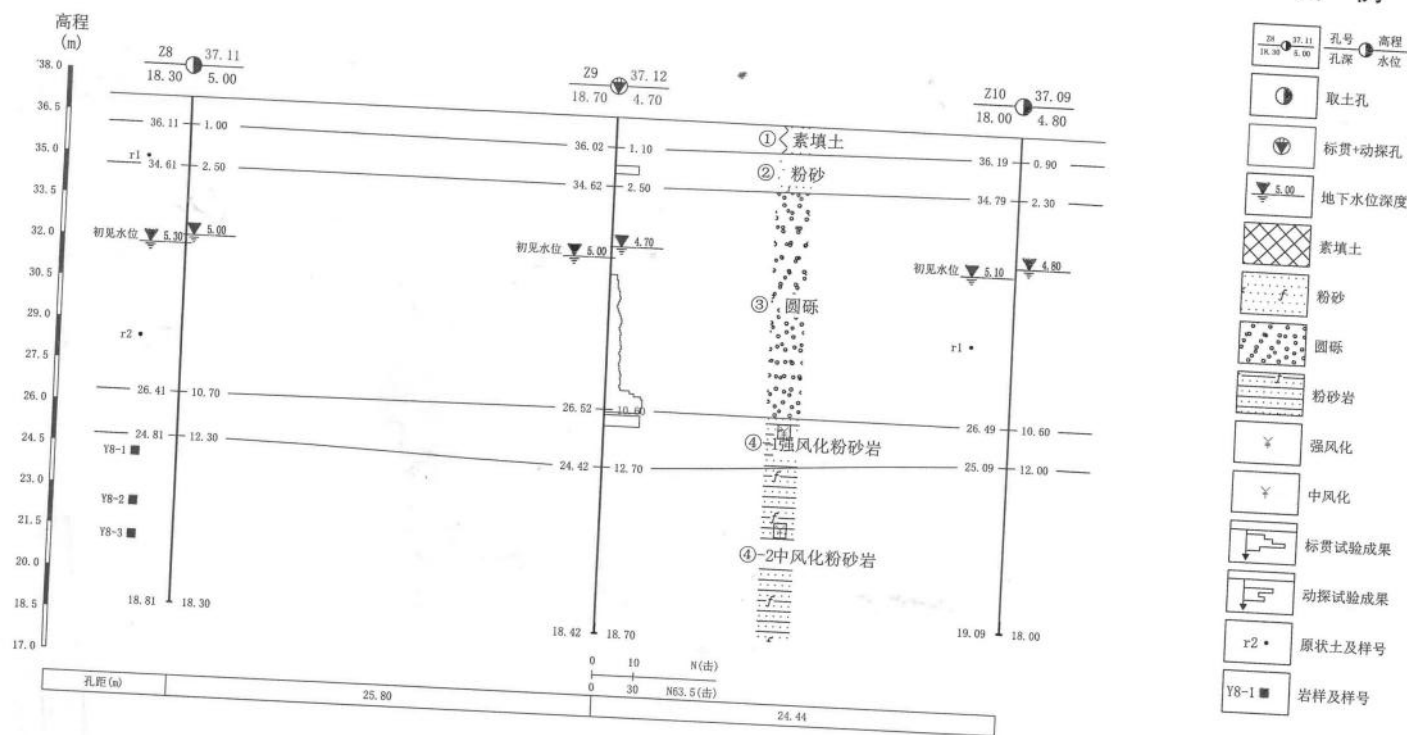 高程
(m)
38.0
36.5
35.0
33.5
32.0
30.5
29.0
27.5
26.0
24.5
23.0
21.5
20.0
18.5
17.0
Z8 37.11
18.30 5.00
36.11 1.00
r1
34.61 2.50
初见水位 5.30 5.00
r2
26.41 10.70
24.81 12.30
Y8-1
Y8-2
Y8-3
18.81 18.30
Z9 37.12
18.70 4.70
36.02 1.10
34.62 2.50
初见水位 5.00 4.70
26.52 10.60
24.42 12.70
18.42 18.70
① 素填土
② 粉砂
③ 圆砾
④-1强风化粉砂岩
f
f
④-2中风化粉砂岩
f
Z10 37.09
18.00 4.80
36.19 0.90
34.79 2.30
初见水位 5.10 4.80
r1
26.49 10.60
25.09 12.00
19.09 18.00
0 10 N(击)
0 30 N63.5(击)
孔距(m) 25.80 24.44
Z8 37.11 孔号 高程
18.30 5.00 孔深 水位
取土孔
标贯+动探孔
5.00 地下水位深度
素填土
f 粉砂
圆砾
f 粉砂岩
强风化
中风化
标贯试验成果
动探试验成果
r2 原状土及样号
Y8-1 岩样及样号